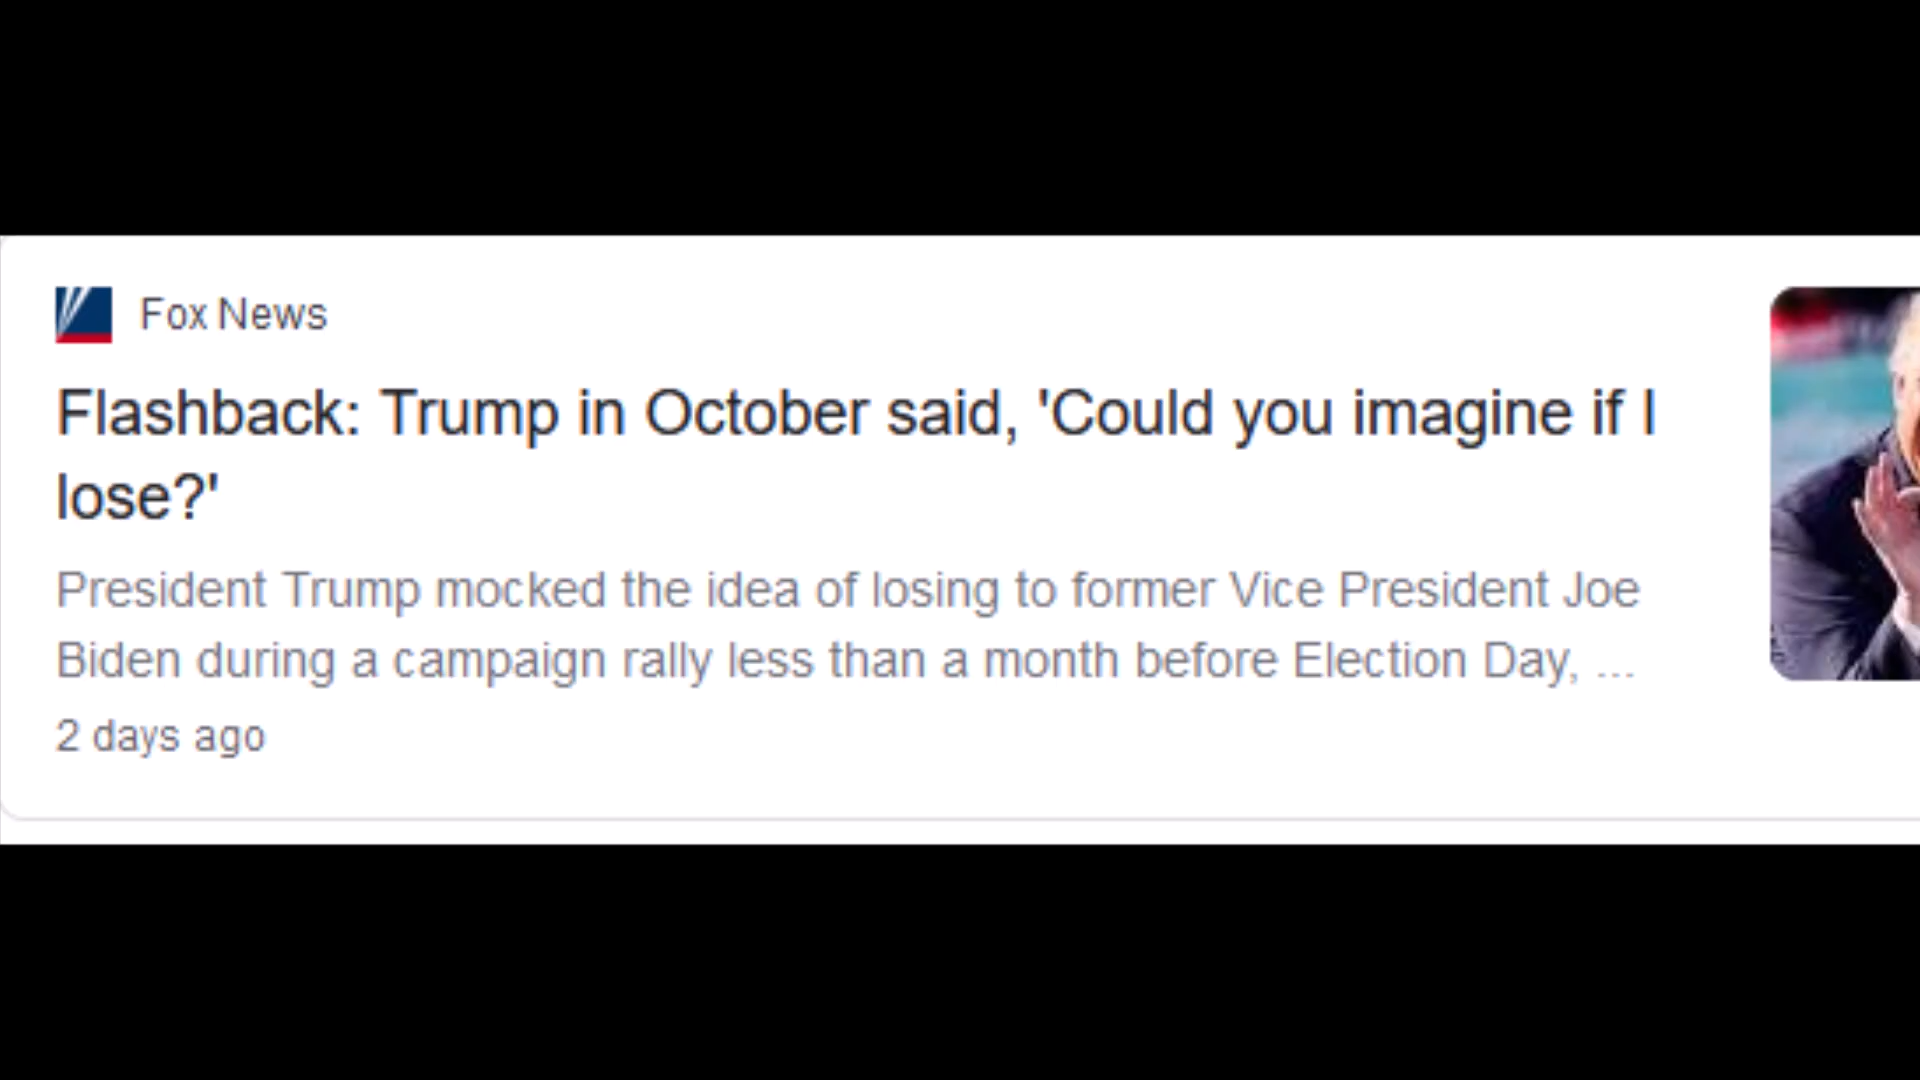 Fox News
Flashback: Trump in October said, 'Could you imagine if I
lose?'
President Trump mocked the idea of losing to former Vice President Joe
Biden during a campaign rally less than a month before Election Day, ...
2 days ago